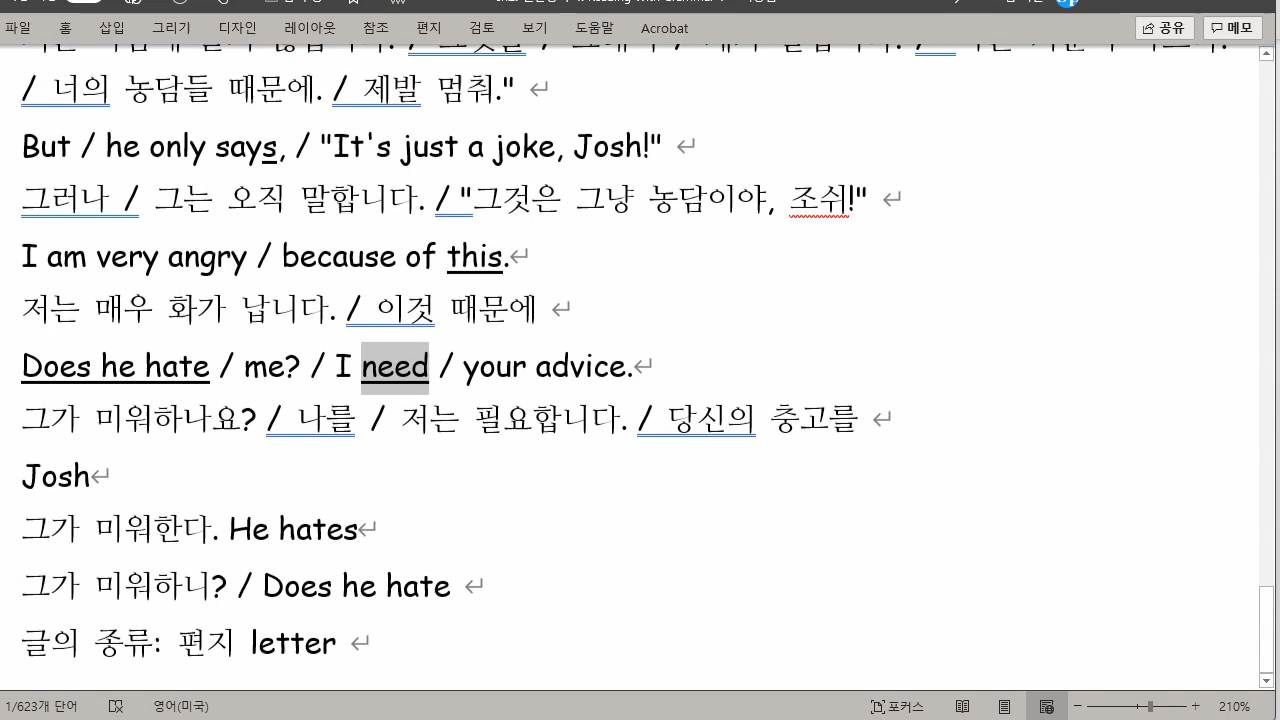 파일 홈 삽입 그리기 디자인 레이아웃 참조 편지 검토 보기 도움말 Acrobat 공유 메모
/ 너의 농담들 때문에. / 제발 멈춰."
But / he only says, / "It's just a joke, Josh!"
그러나 / 그는 오직 말합니다. / "그것은 그냥 농담이야, 조쉬!"
I am very angry / because of this.
저는 매우 화가 납니다. / 이것 때문에
Does he hate / me? / I need / your advice.
그가 미워하나요? / 나를 / 저는 필요합니다. / 당신의 충고를
Josh
그가 미워한다. He hates
그가 미워하니? / Does he hate
글의 종류: 편지 letter
1/623개 단어 영어(미국) 포커스 210%